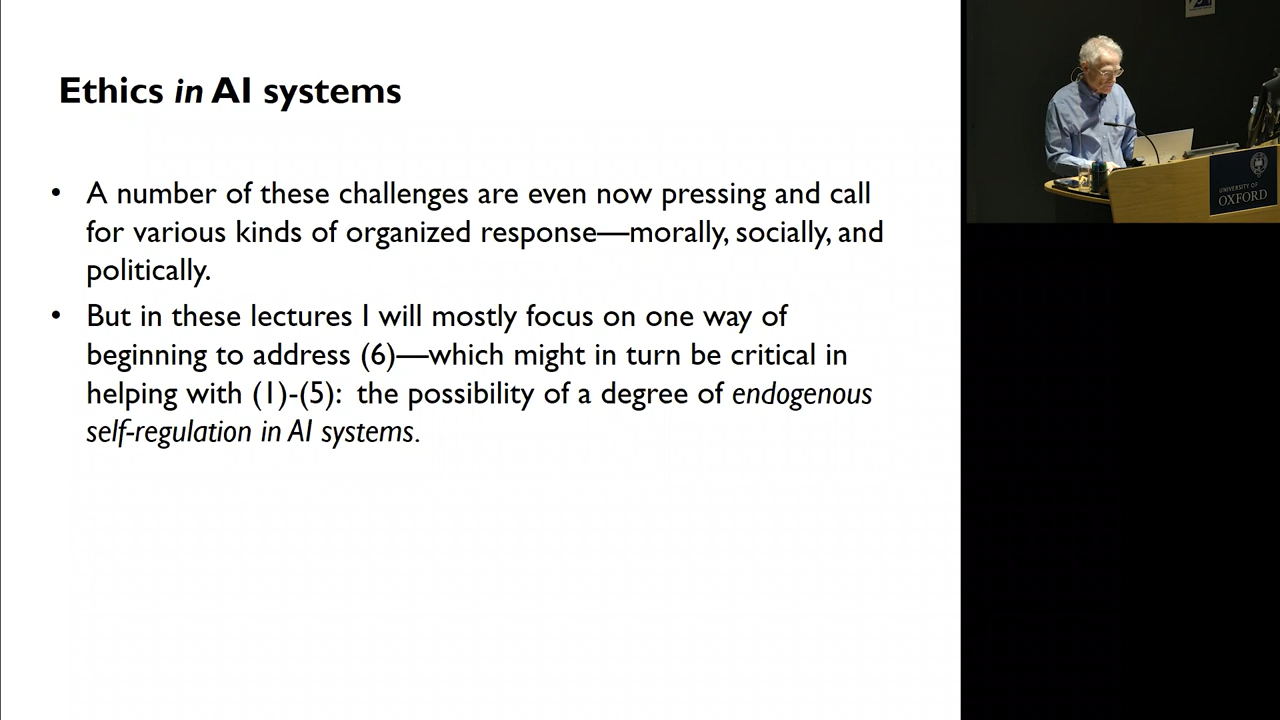 Ethics in AI systems
• A number of these challenges are even now pressing and call
for various kinds of organized response—morally, socially, and
politically.
• But in these lectures I will mostly focus on one way of
beginning to address (6)—which might in turn be critical in
helping with (1)-(5):  the possibility of a degree of endogenous
self-regulation in AI systems.
UNIVERSITY OF
OXFORD